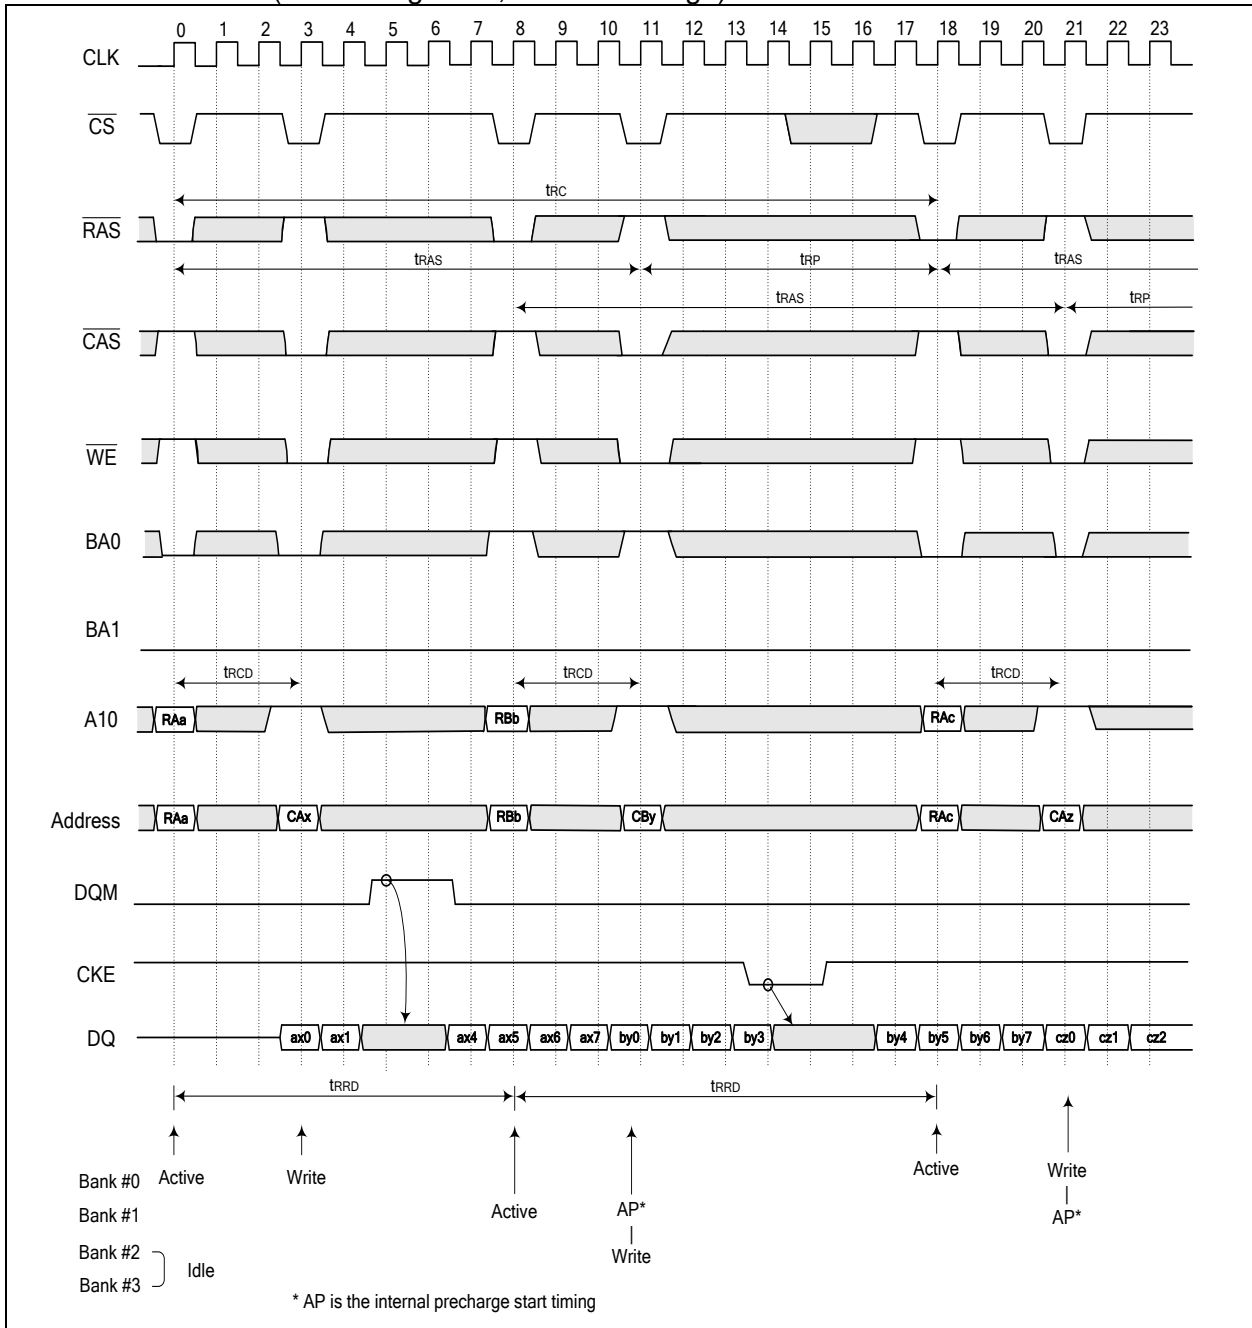 0 1 2 3 4 5 6 7 8 9 10 11 12 13 14 15 16 17 18 19 20 21 22 23
CLK
CS
tRC
RAS
tRAS tRP tRAS
tRAS tRP
CAS
WE
BA0
BA1
tRCD tRCD tRCD
A10 RAa RBb RAc
Address RAa CAx RBb CBy RAc CAz
DQM
CKE
DQ ax0 ax1 ax4 ax5 ax6 ax7 by0 by1 by2 by3 by4 by5 by6 by7 cz0 cz1 cz2
tRRD tRRD
Bank #0 Active Write Active Write
Bank #1 Active AP* AP*
Write
Bank #2
Idle
Bank #3
* AP is the internal precharge start timing